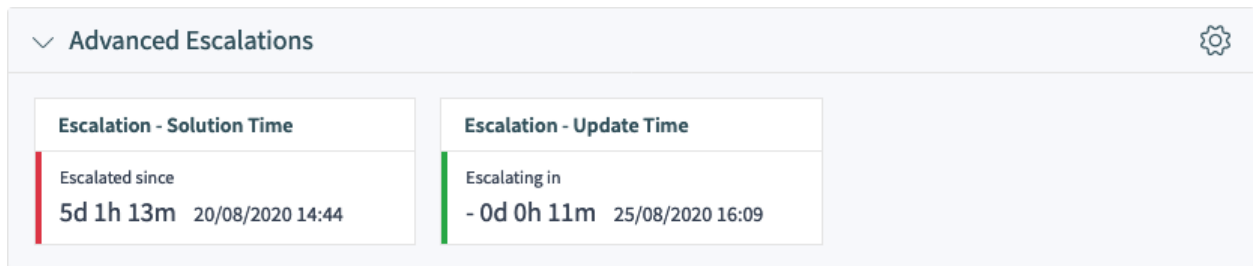 Advanced Escalations
Escalation - Solution Time
Escalated since
5d 1h 13m 20/08/2020 14:44
Escalation - Update Time
Escalating in
- 0d 0h 11m 25/08/2020 16:09